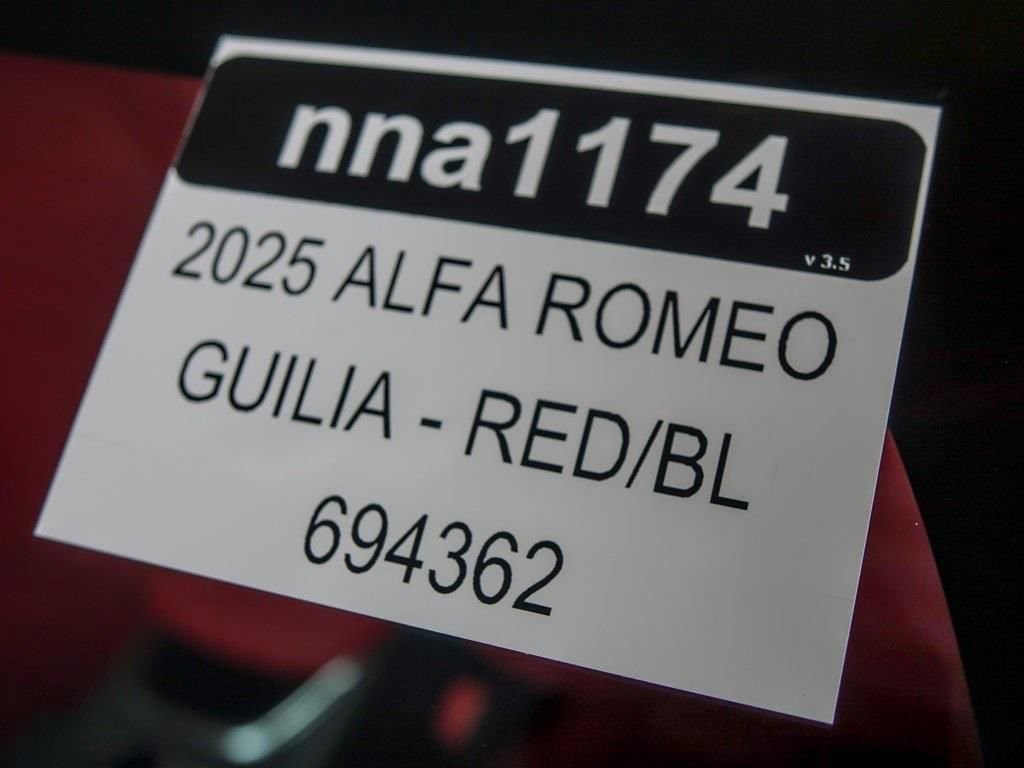 nna1174
v 3.5
2025 ALFA ROMEO
GUILIA - RED/BL
694362